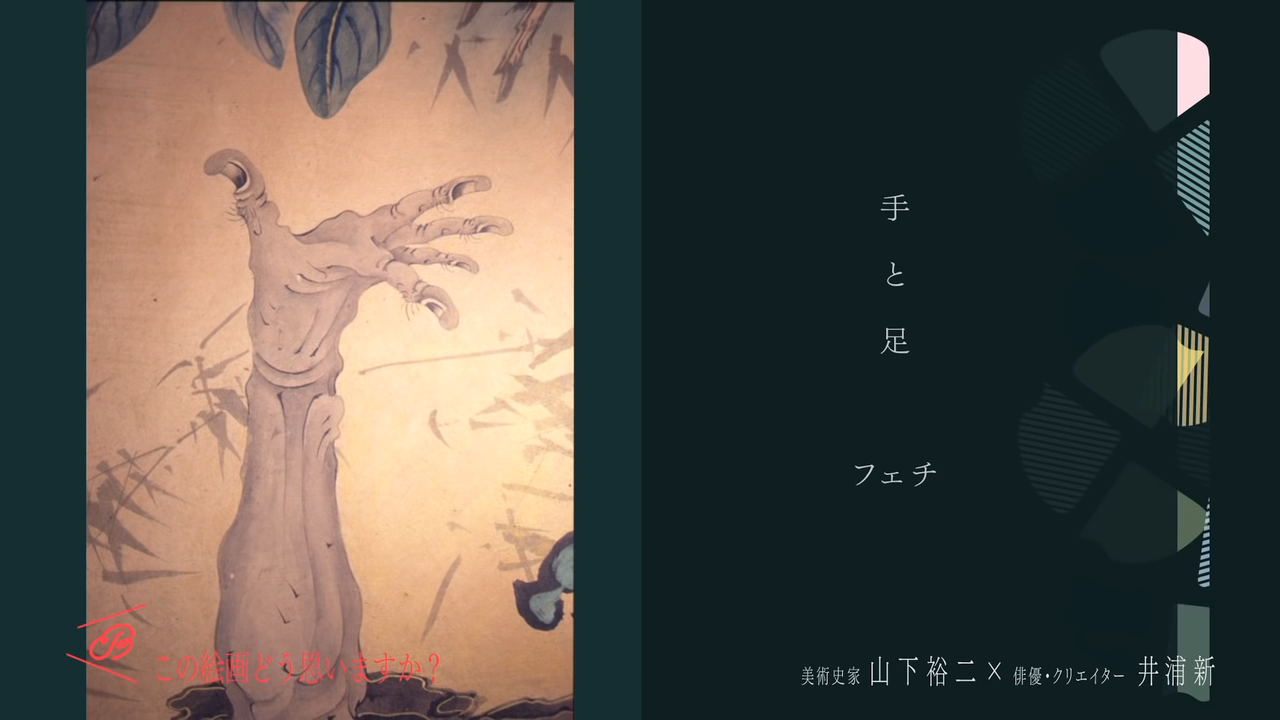 手と足
フェチ
B
この絵画どう思いますか？
美術史家 山下裕二 × 俳優・クリエイター 井浦新